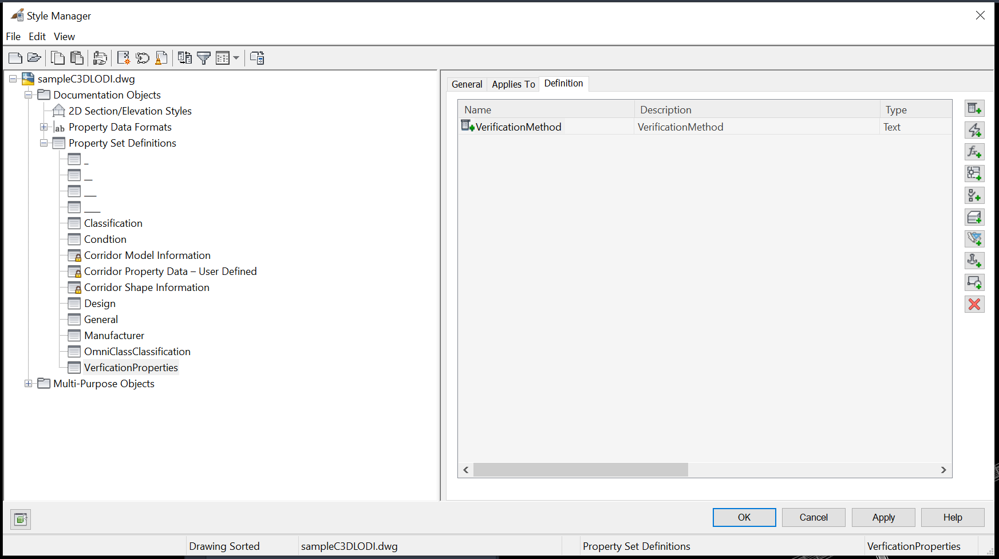 Style Manager
File Edit View
sampleC3DLODI.dwg
Documentation Objects
2D Section/Elevation Styles
ab Property Data Formats
Property Set Definitions
_
__
___
____
Classification
Condtion
Corridor Model Information
Corridor Property Data – User Defined
Corridor Shape Information
Design
General
Manufacturer
OmniClassClassification
VerficationProperties
Multi-Purpose Objects
General Applies To Definition
Name Description Type
VerificationMethod VerificationMethod Text
OK Cancel Apply Help
Drawing Sorted sampleC3DLODI.dwg Property Set Definitions VerficationProperties